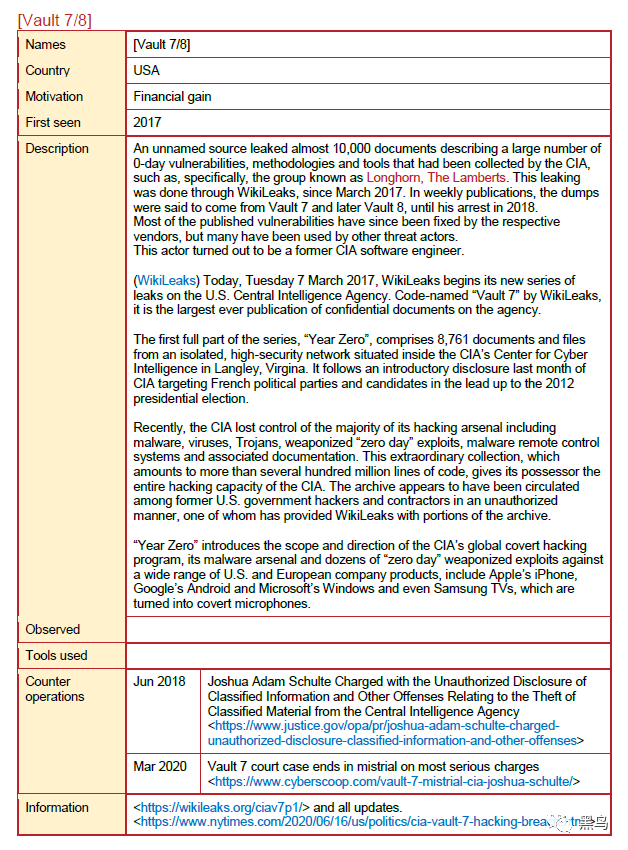 [Vault 7/8]
Names [Vault 7/8]
Country USA
Motivation Financial gain
First seen 2017
Description An unnamed source leaked almost 10,000 documents describing a large number of
0-day vulnerabilities, methodologies and tools that had been collected by the CIA,
such as, specifically, the group known as Longhorn, The Lamberts. This leaking
was done through WikiLeaks, since March 2017. In weekly publications, the dumps
were said to come from Vault 7 and later Vault 8, until his arrest in 2018.
Most of the published vulnerabilities have since been fixed by the respective
vendors, but many have been used by other threat actors.
This actor turned out to be a former CIA software engineer.
(WikiLeaks) Today, Tuesday 7 March 2017, WikiLeaks begins its new series of
leaks on the U.S. Central Intelligence Agency. Code-named “Vault 7” by WikiLeaks,
it is the largest ever publication of confidential documents on the agency.
The first full part of the series, “Year Zero”, comprises 8,761 documents and files
from an isolated, high-security network situated inside the CIA’s Center for Cyber
Intelligence in Langley, Virgina. It follows an introductory disclosure last month of
CIA targeting French political parties and candidates in the lead up to the 2012
presidential election.
Recently, the CIA lost control of the majority of its hacking arsenal including
malware, viruses, Trojans, weaponized “zero day” exploits, malware remote control
systems and associated documentation. This extraordinary collection, which
amounts to more than several hundred million lines of code, gives its possessor the
entire hacking capacity of the CIA. The archive appears to have been circulated
among former U.S. government hackers and contractors in an unauthorized
manner, one of whom has provided WikiLeaks with portions of the archive.
“Year Zero” introduces the scope and direction of the CIA’s global covert hacking
program, its malware arsenal and dozens of “zero day” weaponized exploits against
a wide range of U.S. and European company products, include Apple’s iPhone,
Google’s Android and Microsoft’s Windows and even Samsung TVs, which are
turned into covert microphones.
Observed
Tools used
Counter operations Jun 2018 Joshua Adam Schulte Charged with the Unauthorized Disclosure of
Classified Information and Other Offenses Relating to the Theft of
Classified Material from the Central Intelligence Agency
<https://www.justice.gov/opa/pr/joshua-adam-schulte-charged-
unauthorized-disclosure-classified-information-and-other-offenses>
Mar 2020 Vault 7 court case ends in mistrial on most serious charges
<https://www.cyberscoop.com/vault-7-mistrial-cia-joshua-schulte/>
Information <https://wikileaks.org/ciav7p1/> and all updates.
<https://www.nytimes.com/2020/06/16/us/politics/cia-vault-7-hacking-brea
黑鸟